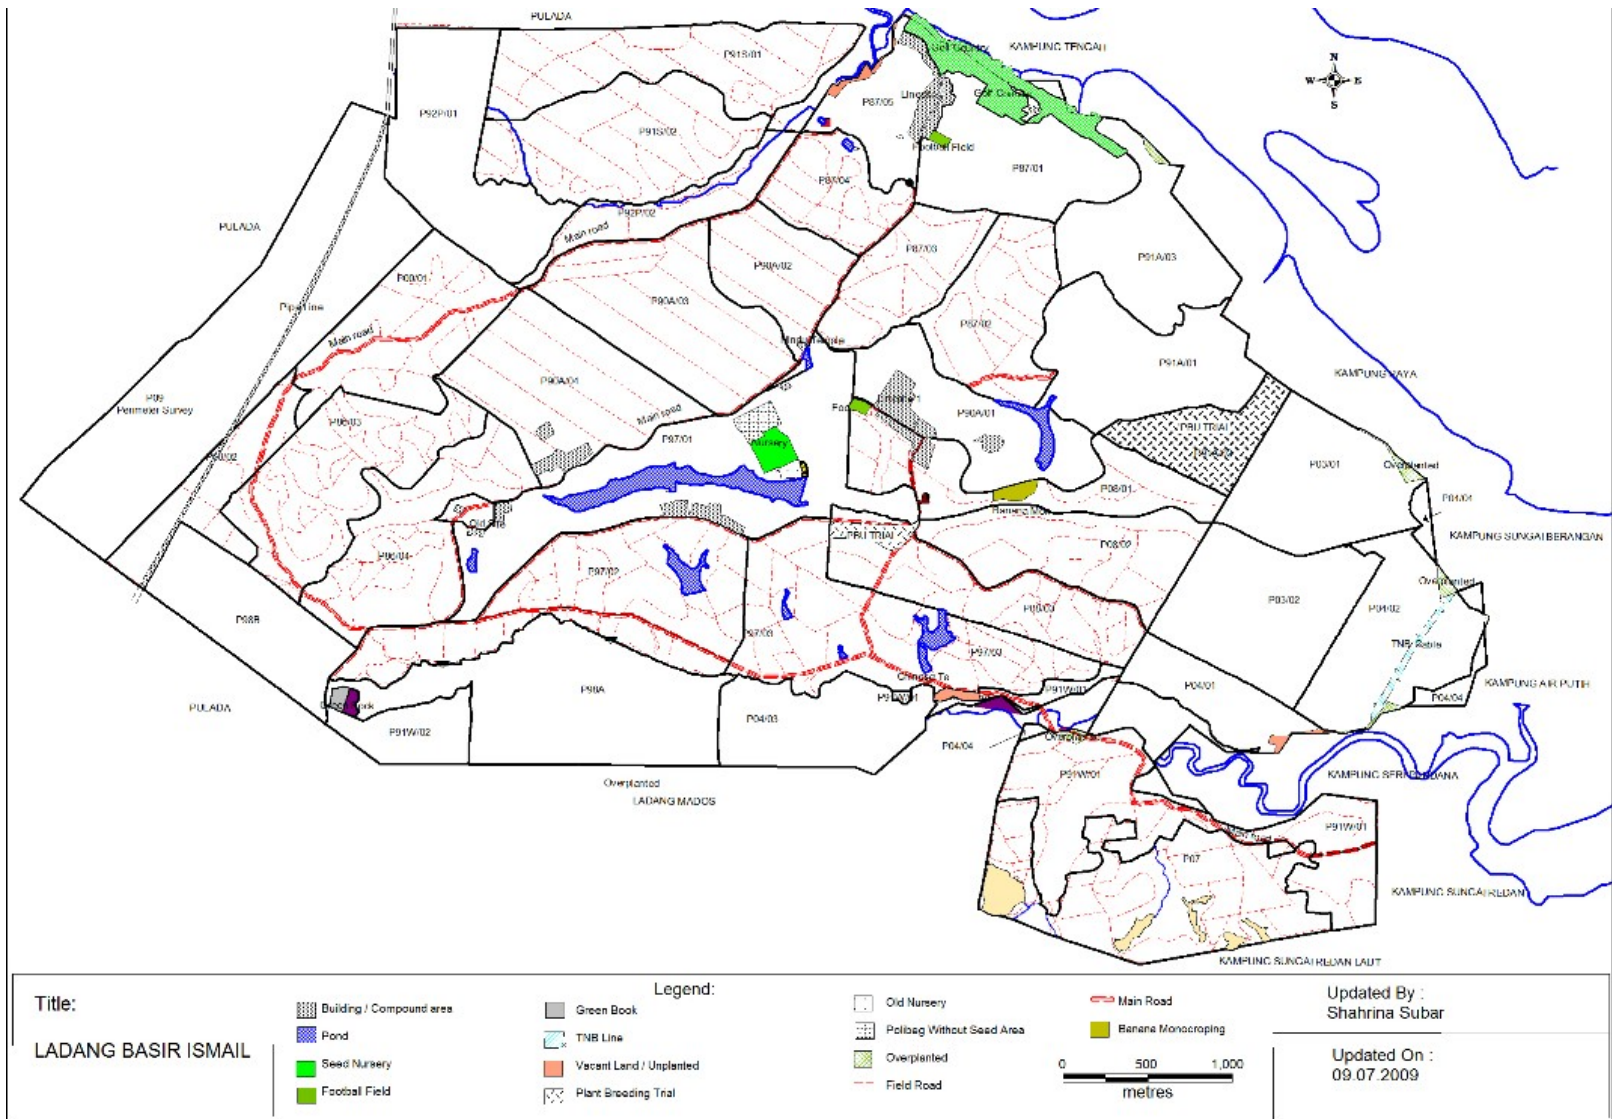 PULADA
KAMPUNG TENGAH
N
W E
S
P91S/01
Golf Country
P92P/01
P87/05
P91S/02
Football Field
P87/01
P87/04
PULADA
P92P/02
Main road
P87/03
P91A/03
P90A/02
P00/01
P90A/03
Pipe Line
Main road
P87/02
P91A/01
KAMPUNG RAYA
P90A/04
P09
Perimeter Survey
Main road
P90A/01
P96/03
P97/01
PBU TRIAL
Nursery
P03/01
Overplanted
P08/01
P04/01
KAMPUNG SUNGAI BERANGAN
PBU TRIAL
P08/02
P96/04
P97/02
Overplanted
P03/02
P04/02
P98B
P97/03
TNB Cable
P97/03
P04/01
KAMPUNG AIR PUTIH
P91W/01
P04/04
P98A
PULADA
P04/03
P91W/02
P04/04
P91W/01
Overplanted
LADANG MADOS
P91W/01
P07
KAMPUNG SUNGAI REDAN
KAMPUNG SUNGAI REDAN LAUT
Title:
LADANG BASIR ISMAIL
Legend:
Building / Compound area
Pond
Seed Nursery
Football Field
Green Book
TNB Line
Vacant Land / Unplanted
Plant Breeding Trial
Old Nursery
Polibag Without Seed Area
Overplanted
Field Road
Main Road
Banana Monocroping
0 500 1,000
metres
Updated By :
Shahrina Subar
Updated On :
09.07.2009